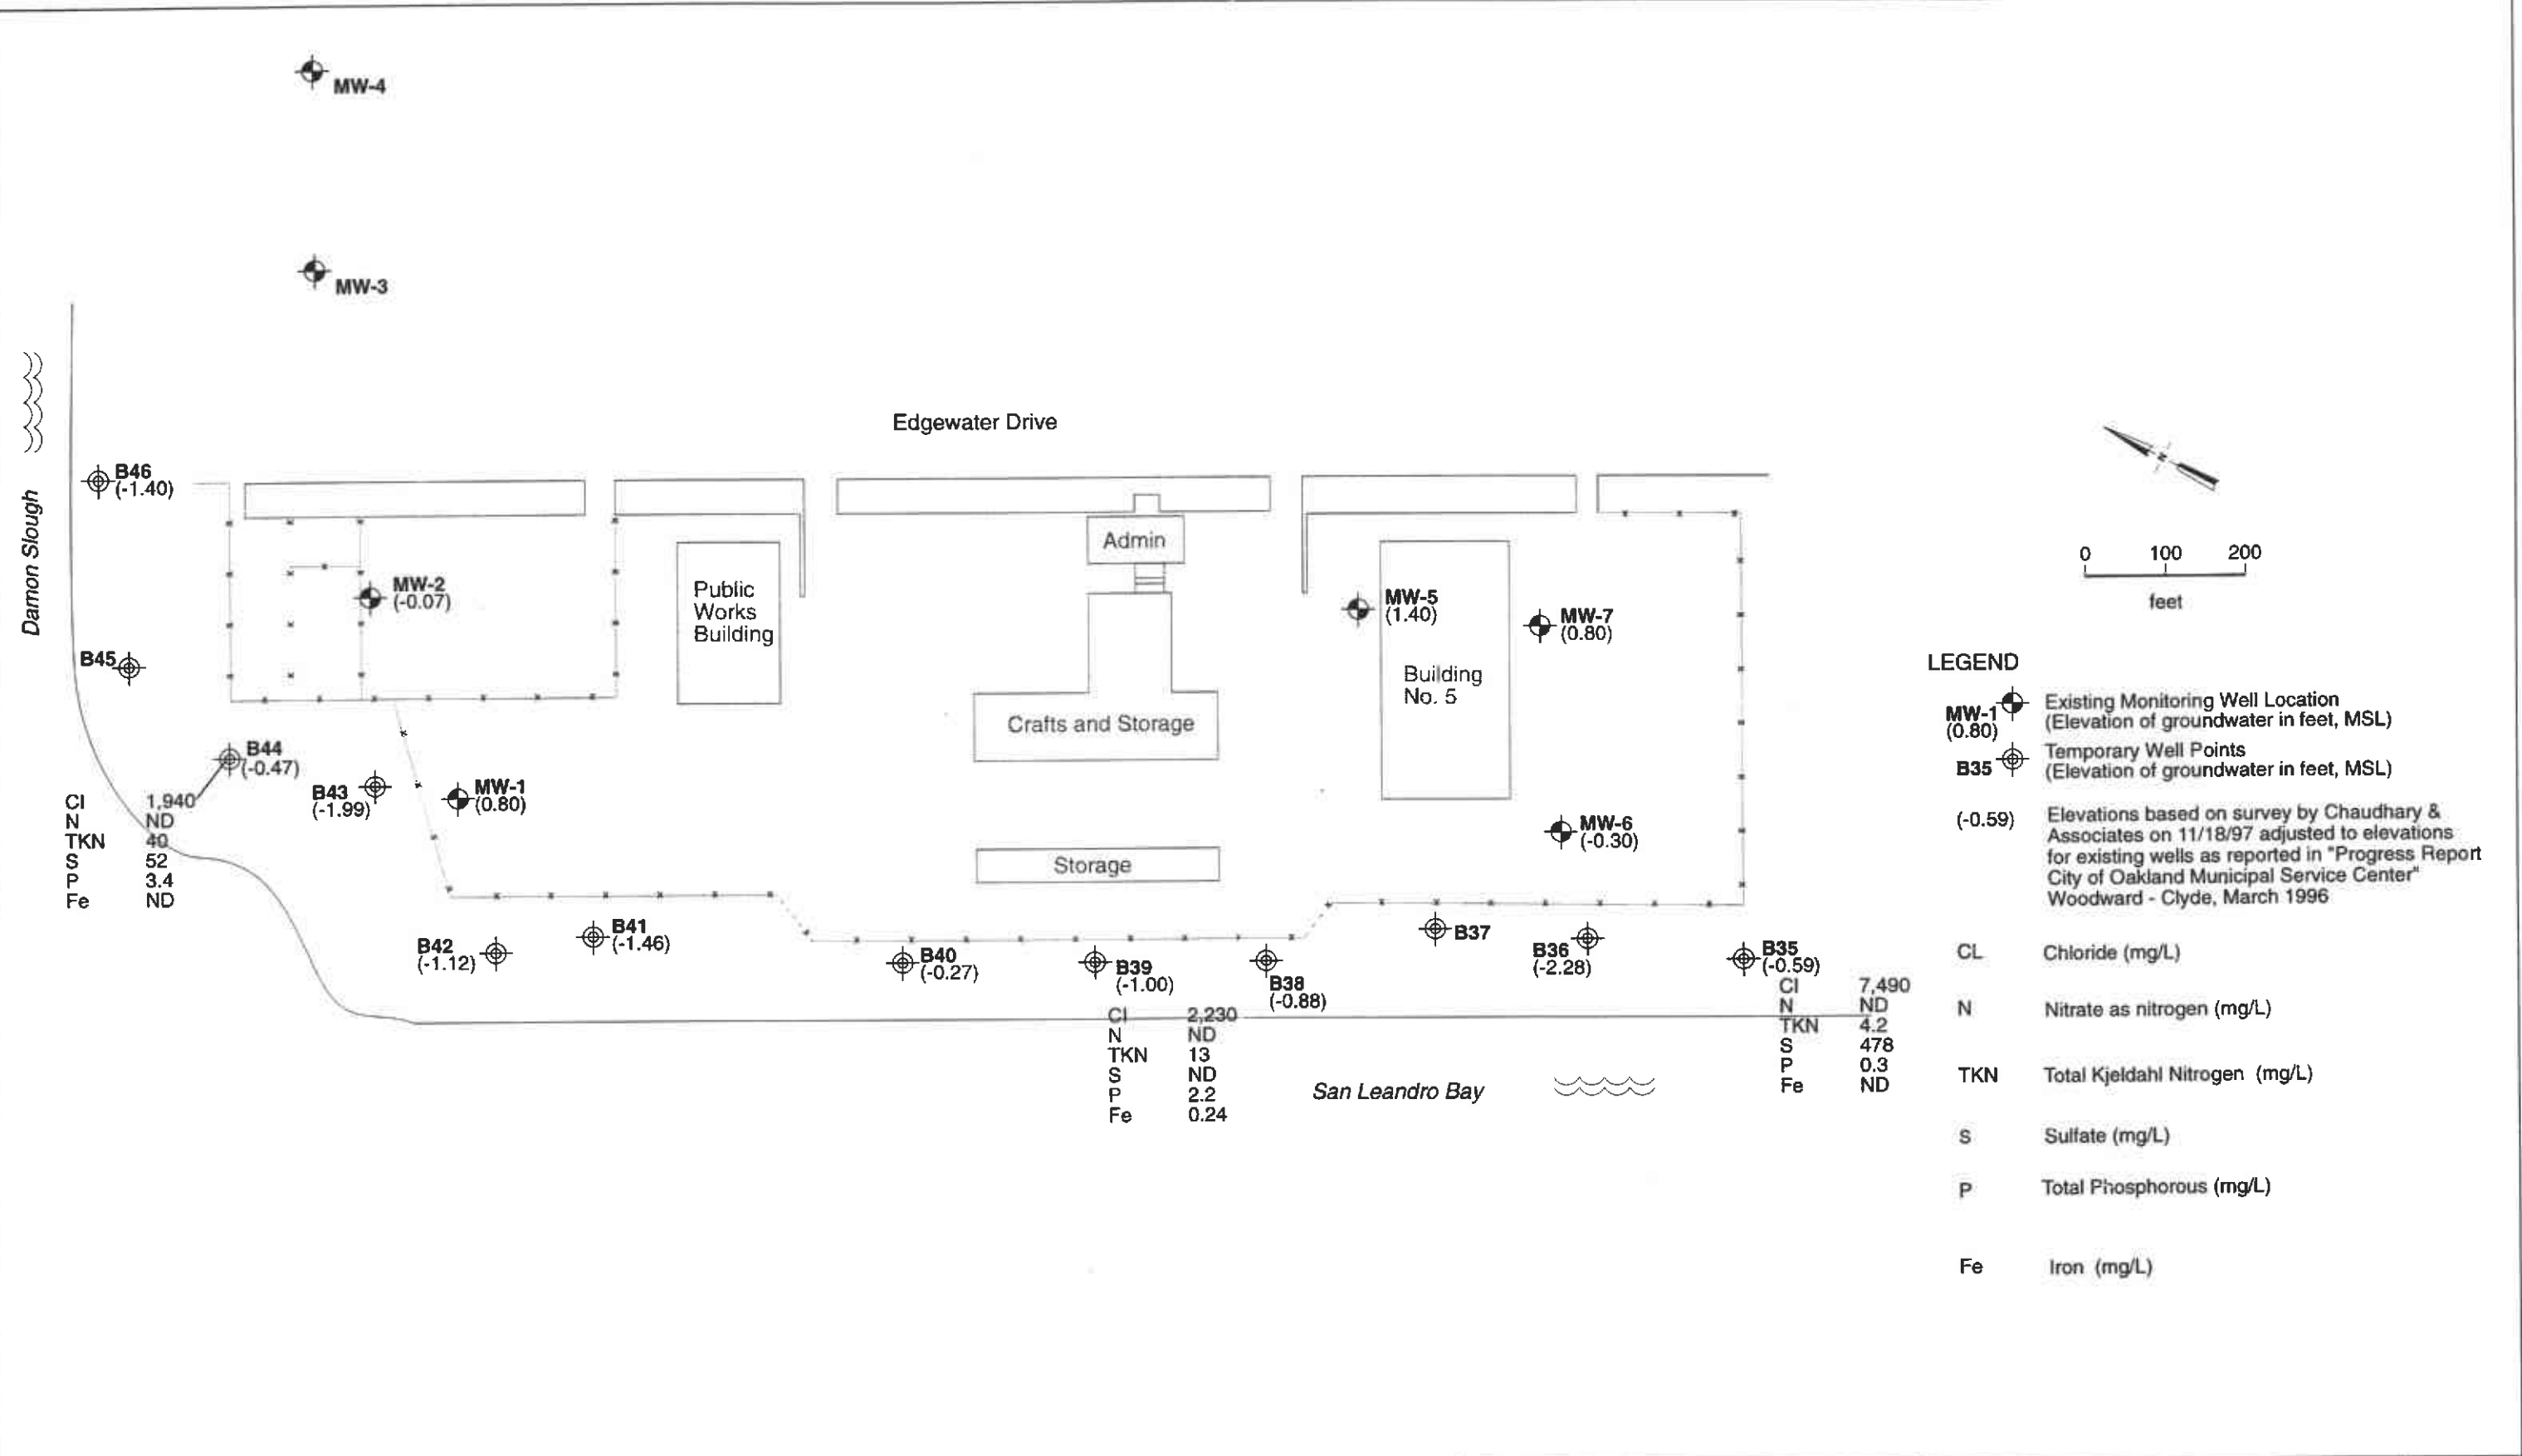 MW-4
MW-3
Edgewater Drive
Damon Slough
B46
(-1.40)
MW-2
(-0.07)
Public
Works
Building
Admin
MW-5
(1.40)
MW-7
(0.80)
Building
No. 5
B45
Crafts and Storage
B44
(-0.47)
B43
(-1.99)
MW-1
(0.80)
MW-6
(-0.30)
Storage
Cl 1,940
N ND
TKN 40
S 52
P 3.4
Fe ND
B42
(-1.12)
B41
(-1.46)
B40
(-0.27)
B39
(-1.00)
B38
(-0.88)
B37
B36
(-2.28)
B35
(-0.59)
Cl 2,230
N ND
TKN 13
S ND
P 2.2
Fe 0.24
Cl 7,490
N ND
TKN 4.2
S 478
P 0.3
Fe ND
San Leandro Bay
N
0 100 200
feet
LEGEND
MW-1
(0.80)
Existing Monitoring Well Location
(Elevation of groundwater in feet, MSL)
B35
Temporary Well Points
(Elevation of groundwater in feet, MSL)
(-0.59)
Elevations based on survey by Chaudhary &
Associates on 11/18/97 adjusted to elevations
for existing wells as reported in "Progress Report
City of Oakland Municipal Service Center"
Woodward - Clyde, March 1996
CL Chloride (mg/L)
N Nitrate as nitrogen (mg/L)
TKN Total Kjeldahl Nitrogen (mg/L)
S Sulfate (mg/L)
P Total Phosphorous (mg/L)
Fe Iron (mg/L)